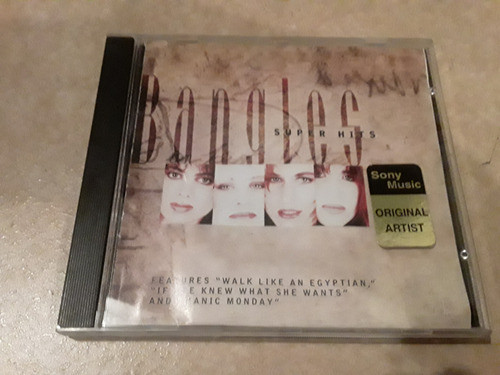 Bangles
SUPER HITS
Sony
Music
ORIGINAL
ARTIST
FEATURES "WALK LIKE AN EGYPTIAN,"
"IF SHE KNEW WHAT SHE WANTS"
AND "MANIC MONDAY"